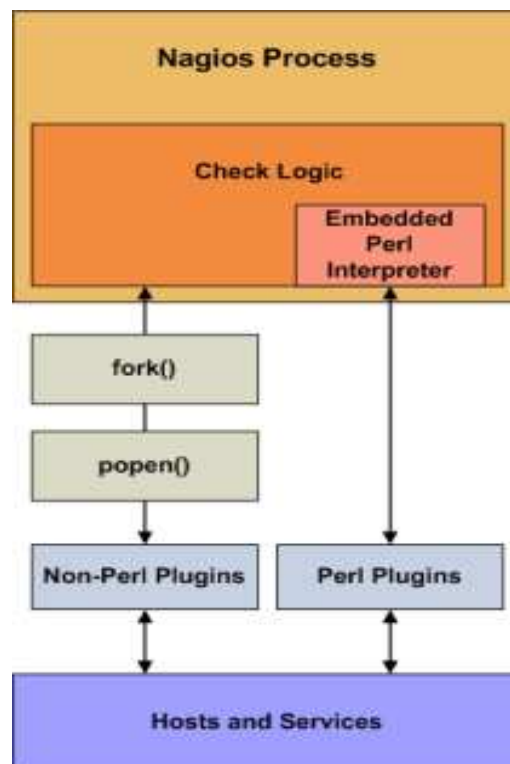 Nagios Process
Check Logic
Embedded
Perl
Interpreter
fork()
popen()
Non-Perl Plugins
Perl Plugins
Hosts and Services